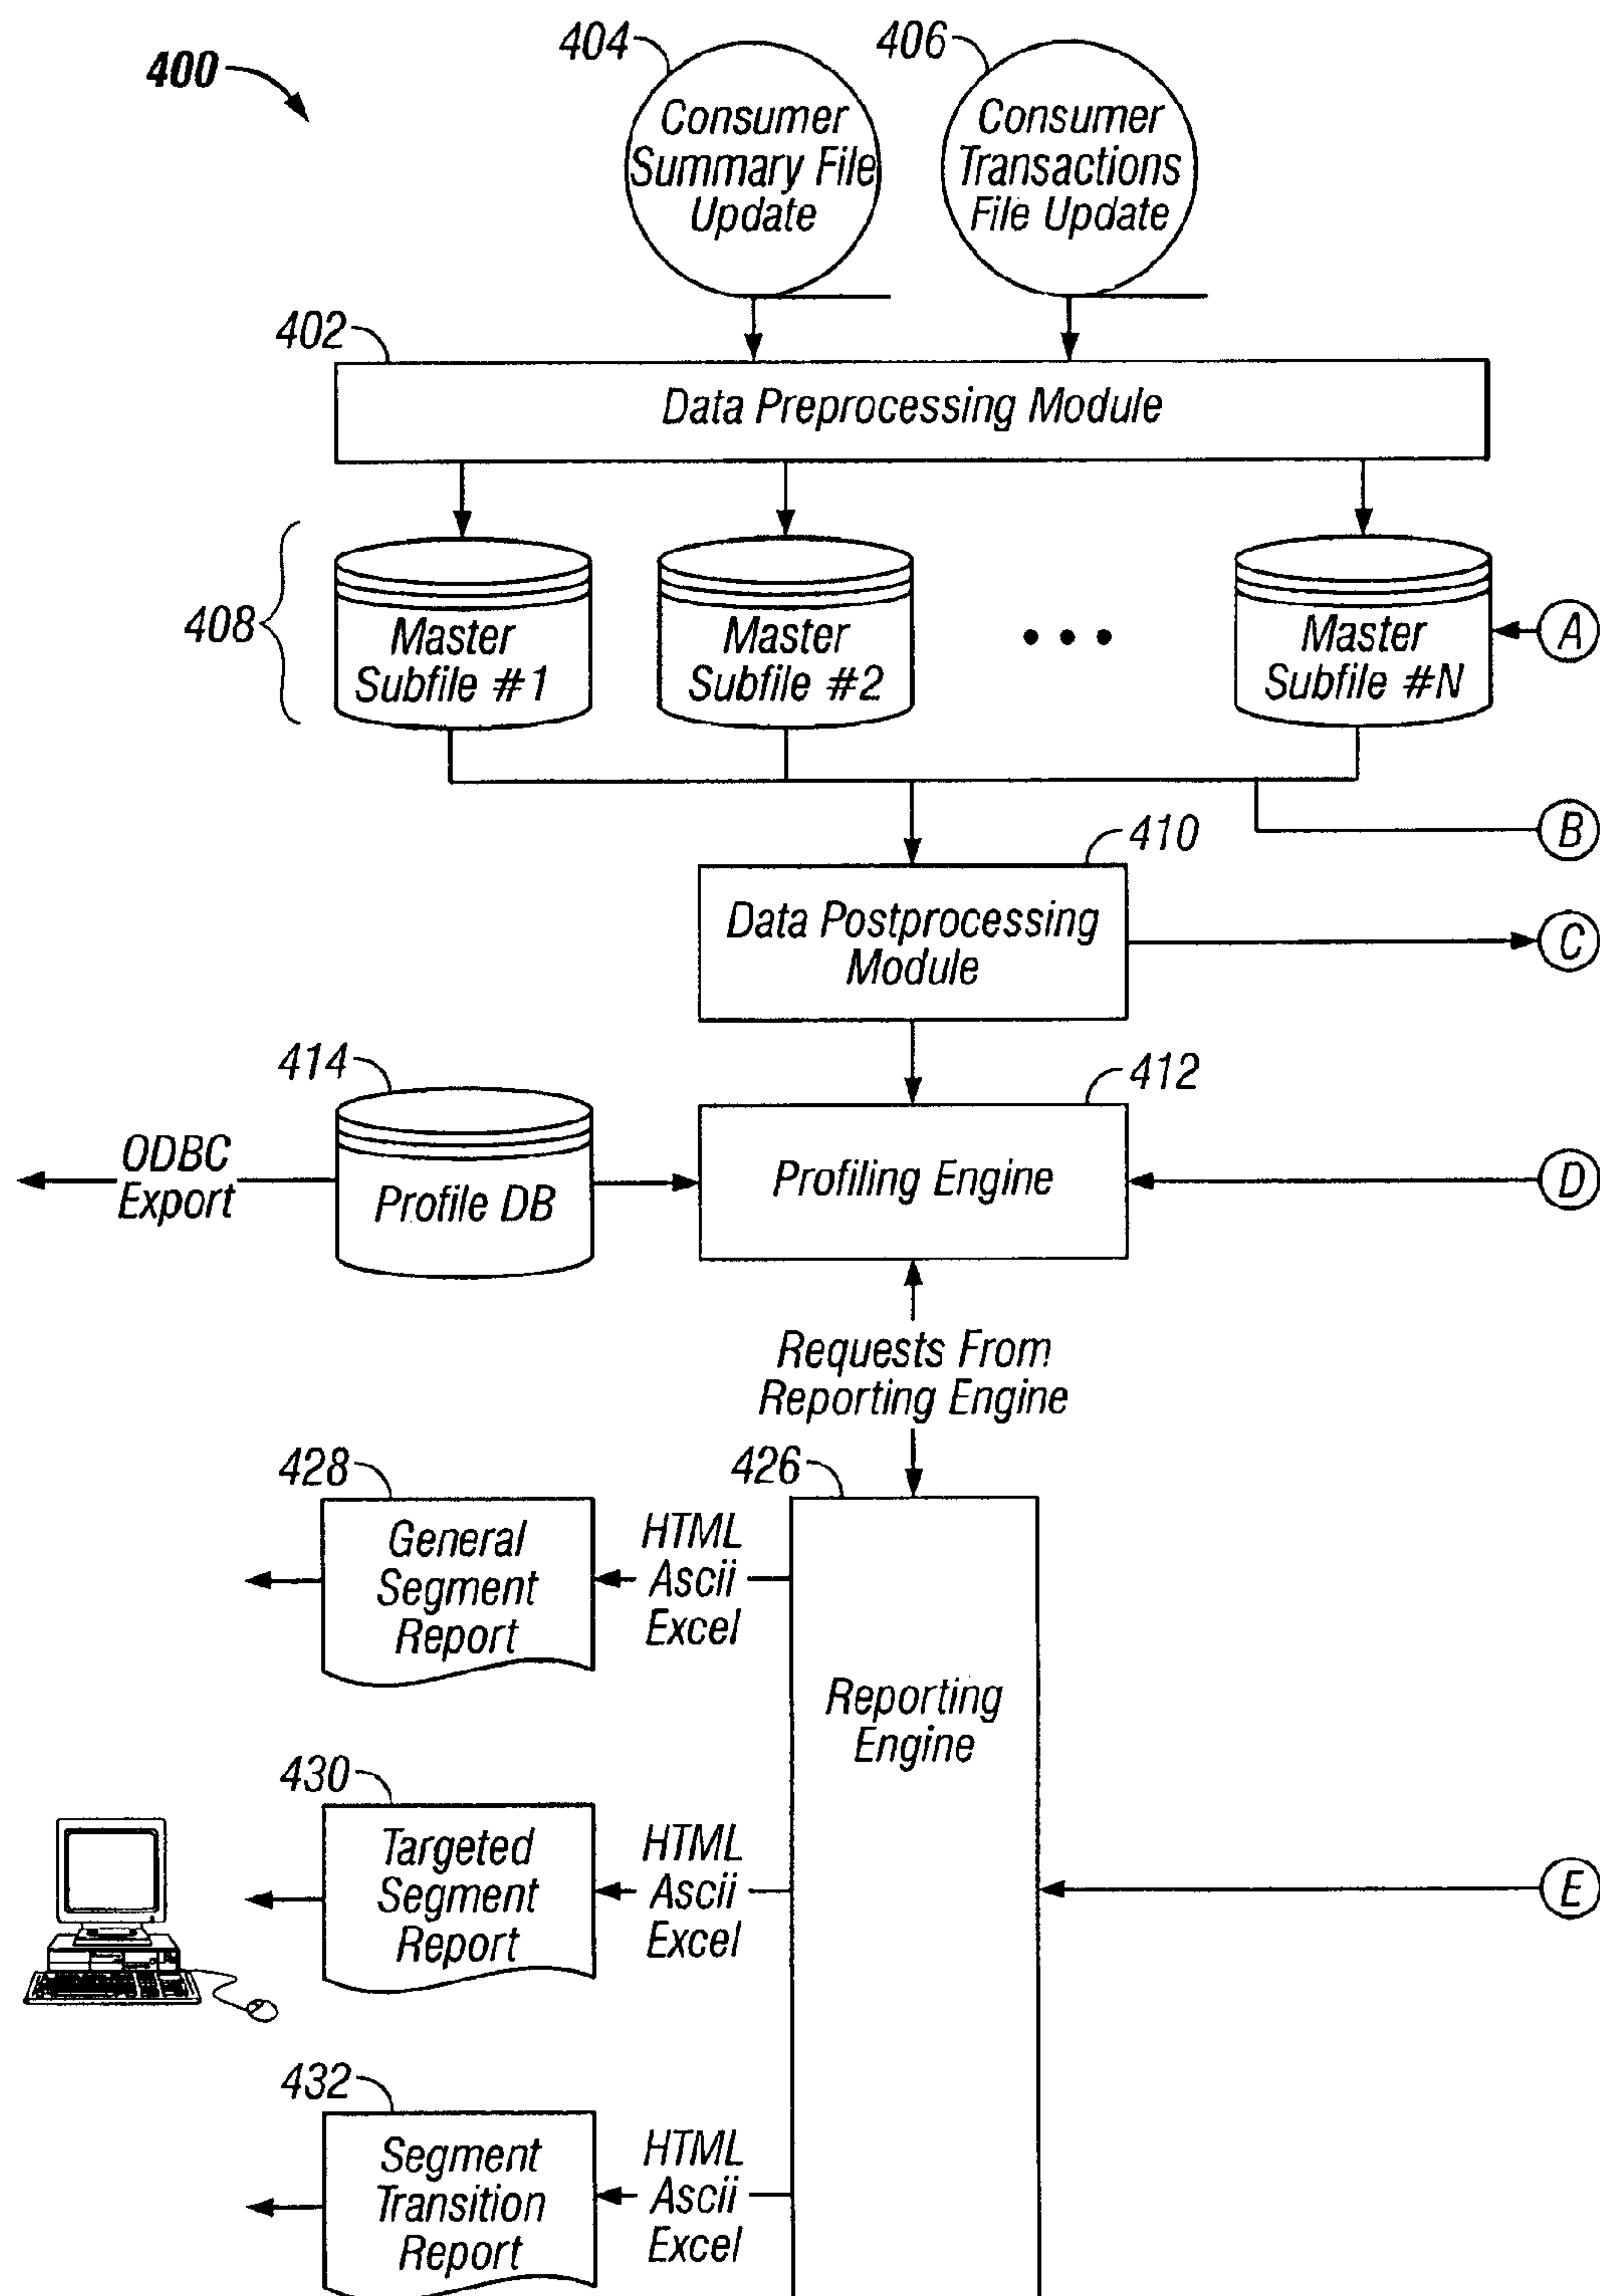 400
404
406
Consumer
Summary File
Update
Consumer
Transactions
File Update
402
Data Preprocessing Module
408
Master
Subfile #1
Master
Subfile #2
• • •
Master
Subfile #N
A
B
410
Data Postprocessing
Module
C
414
412
ODBC
Export
Profile DB
Profiling Engine
D
Requests From
Reporting Engine
428
426
General
Segment
Report
HTML
Ascii
Excel
Reporting
Engine
430
Targeted
Segment
Report
HTML
Ascii
Excel
E
432
Segment
Transition
Report
HTML
Ascii
Excel